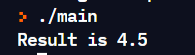 > ./main
Result is 4.5